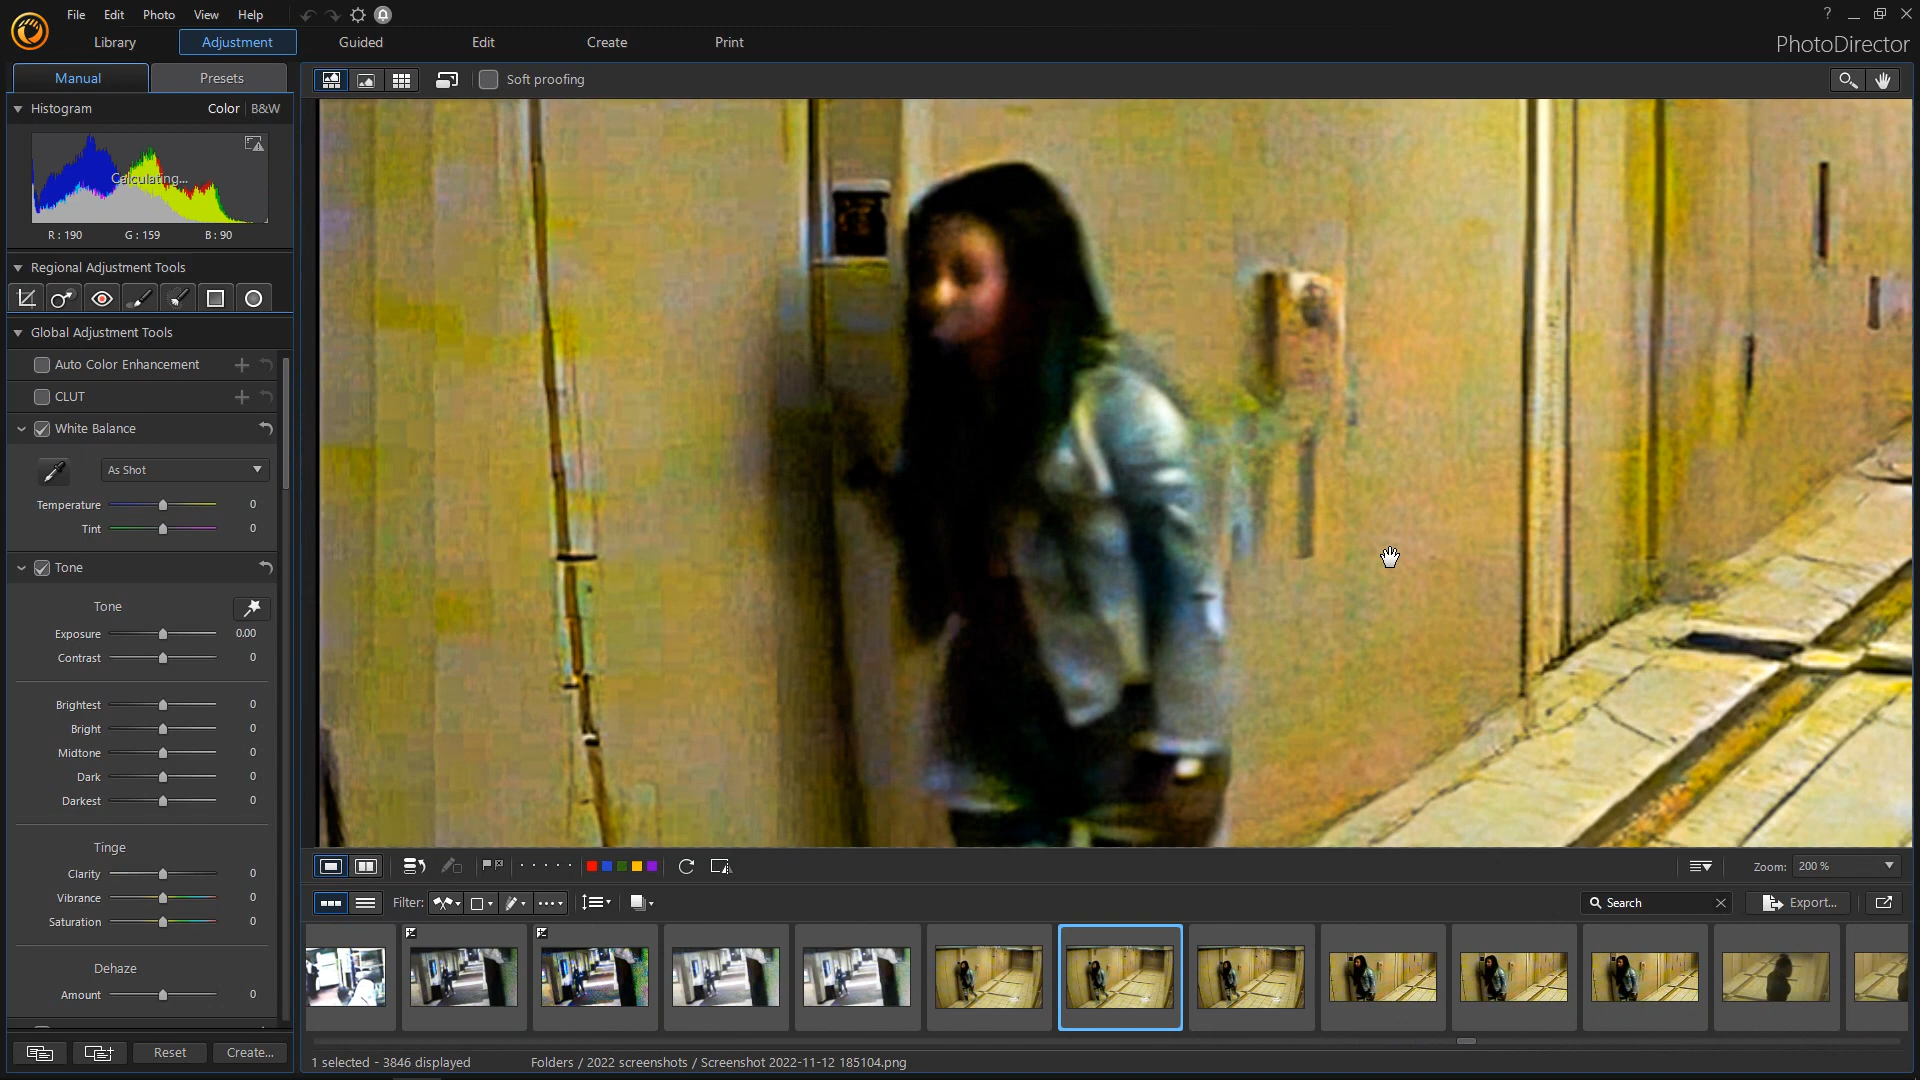 File Edit Photo View Help
?
Library Adjustment Guided Edit Create Print
PhotoDirector
Manual Presets
Soft proofing
Histogram Color B&W
Calculating...
R : 190 G : 159 B : 90
Regional Adjustment Tools
Global Adjustment Tools
Auto Color Enhancement
CLUT
White Balance
As Shot
Temperature 0
Tint 0
Tone
Tone
Exposure 0.00
Contrast 0
Brightest 0
Bright 0
Midtone 0
Dark 0
Darkest 0
Tinge
Clarity 0
Vibrance 0
Saturation 0
Dehaze
Amount 0
Reset Create...
Zoom: 200 %
Filter:
Search
Export...
1 selected - 3846 displayed
Folders / 2022 screenshots / Screenshot 2022-11-12 185104.png